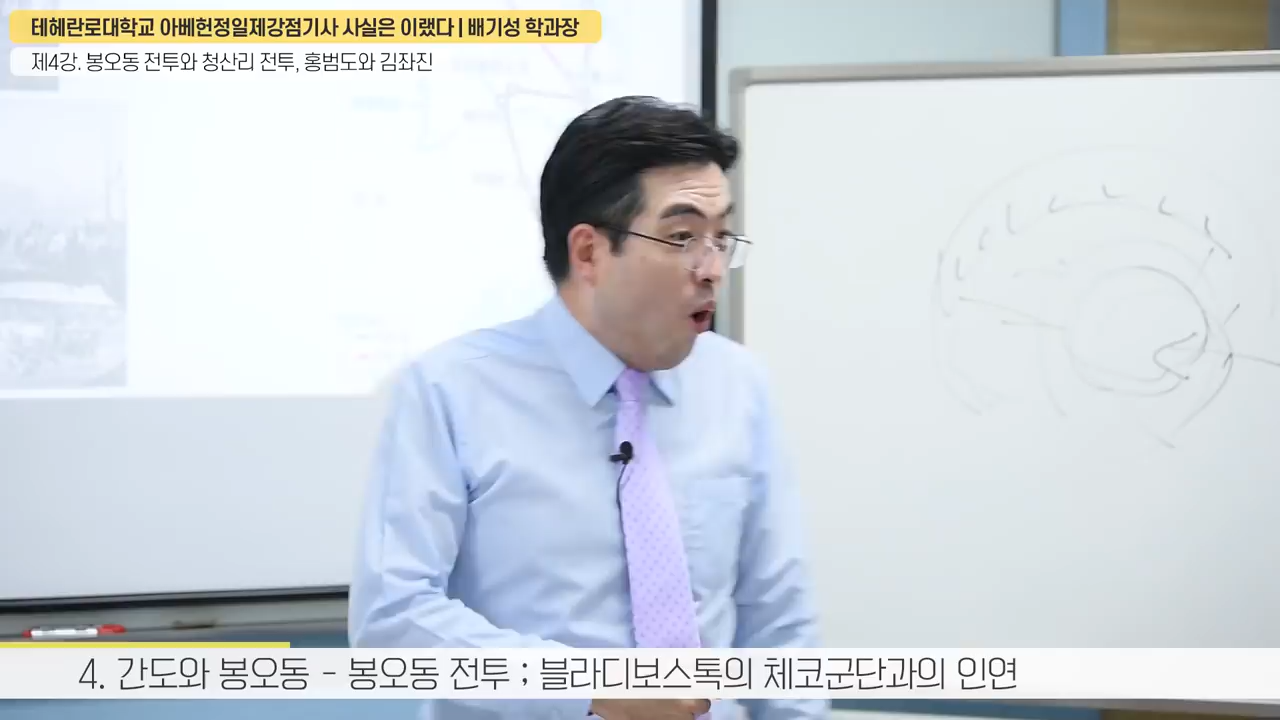 테헤란로대학교 아베헌정일제강점기사 사실은 이랬다 | 배기성 학과장
제4강. 봉오동 전투와 청산리 전투, 홍범도와 김좌진
4. 간도와 봉오동 - 봉오동 전투 ; 블라디보스톡의 체코군단과의 인연